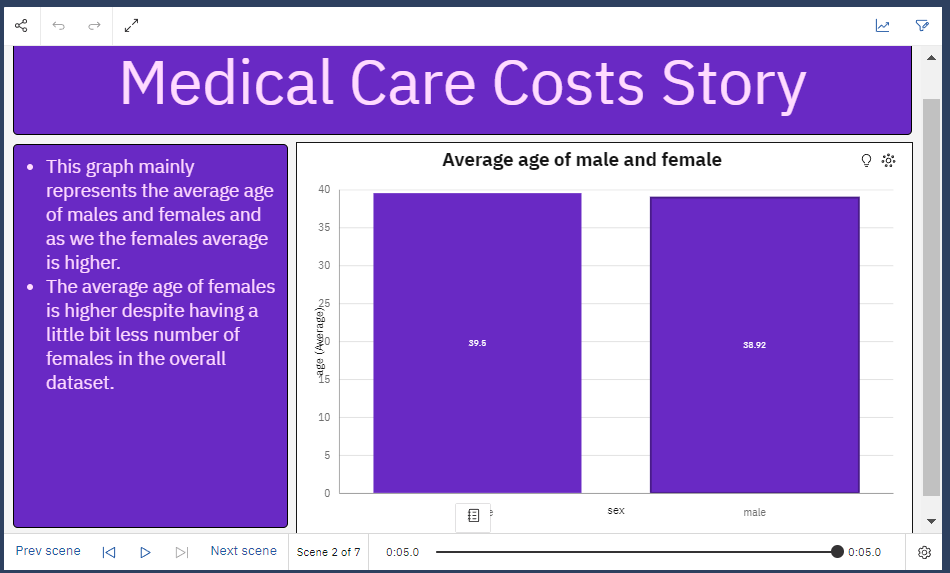 Medical Care Costs Story
• This graph mainly
represents the average age
of males and females and
as we the females average
is higher.
• The average age of females
is higher despite having a
little bit less number of
females in the overall
dataset.
Average age of male and female
40
35
30
25
20
15
10
5
0
age (Average)
39.5
38.92
e
sex
male
Prev scene
Next scene
Scene 2 of 7
0:05.0
0:05.0